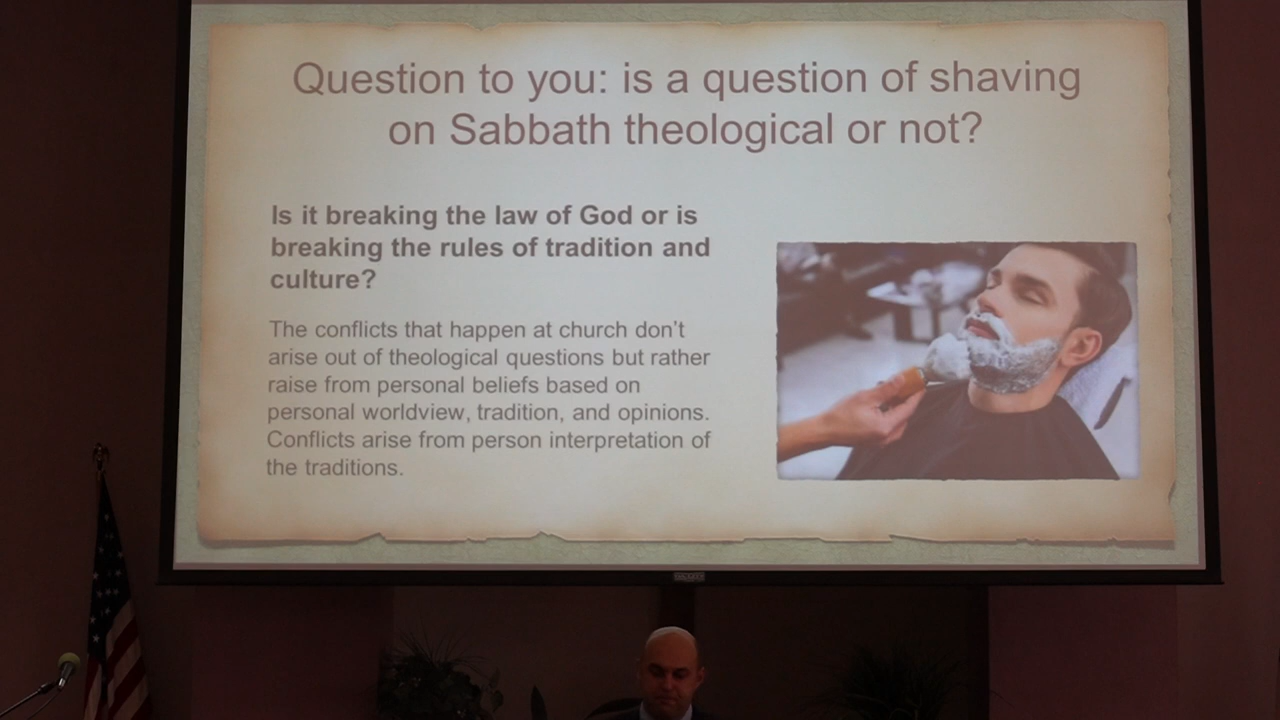 Question to you: is a question of shaving
on Sabbath theological or not?
Is it breaking the law of God or is
breaking the rules of tradition and
culture?
The conflicts that happen at church don't
arise out of theological questions but rather
raise from personal beliefs based on
personal worldview, tradition, and opinions.
Conflicts arise from person interpretation of
the traditions.